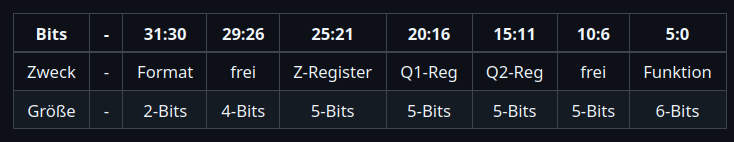 Bits - 31:30 29:26 25:21 20:16 15:11 10:6 5:0
Zweck - Format frei Z-Register Q1-Reg Q2-Reg frei Funktion
Größe - 2-Bits 4-Bits 5-Bits 5-Bits 5-Bits 5-Bits 6-Bits